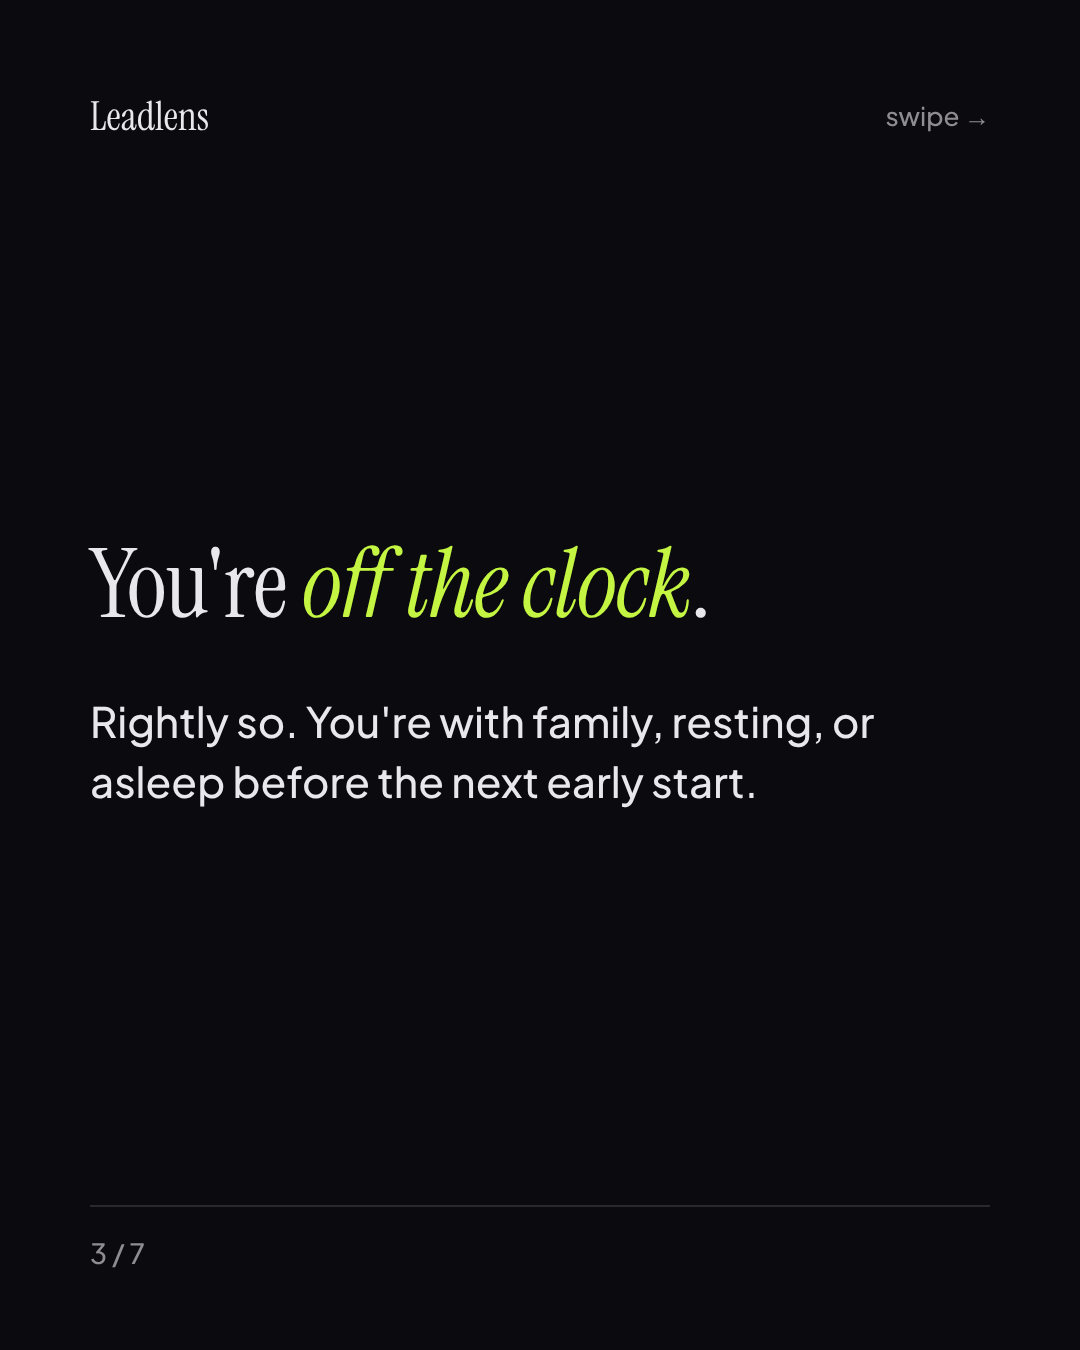 Leadlens
swipe →
You're off the clock.
Rightly so. You're with family, resting, or
asleep before the next early start.
3 / 7